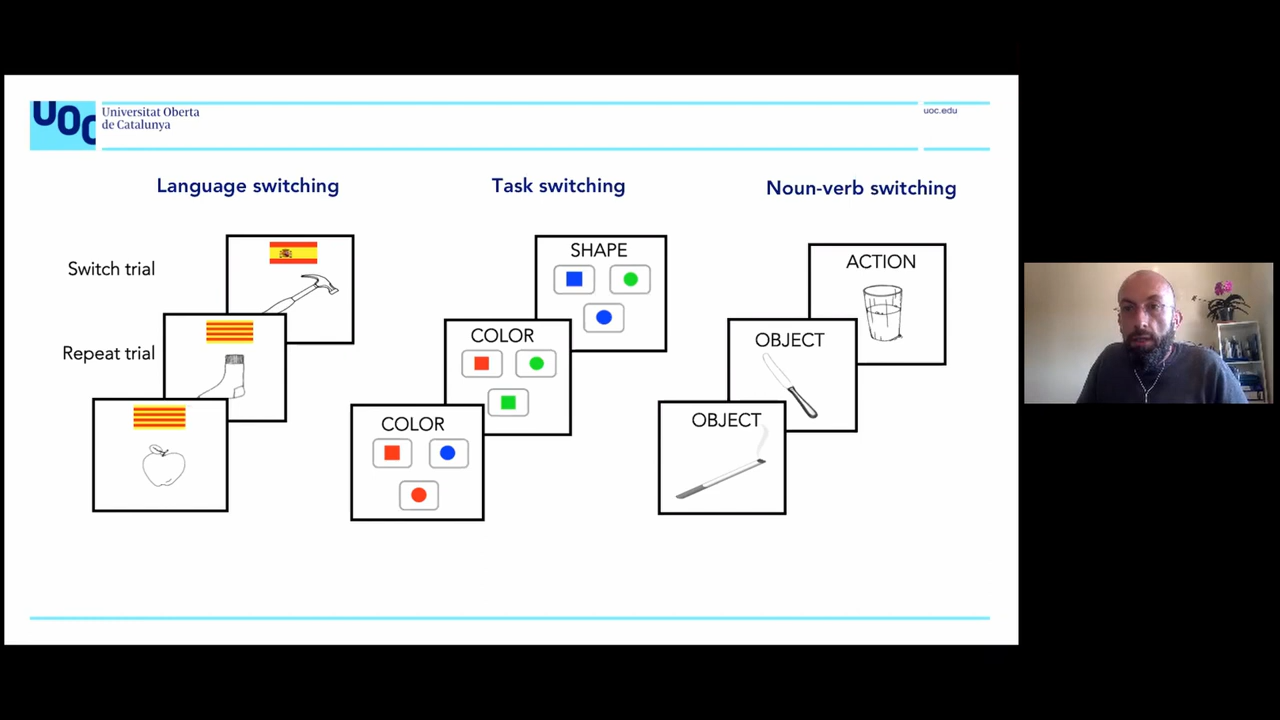 UOC
Universitat Oberta
de Catalunya
uoc.edu
Language switching
Task switching
Noun-verb switching
Switch trial
Repeat trial
SHAPE
COLOR
COLOR
ACTION
OBJECT
OBJECT